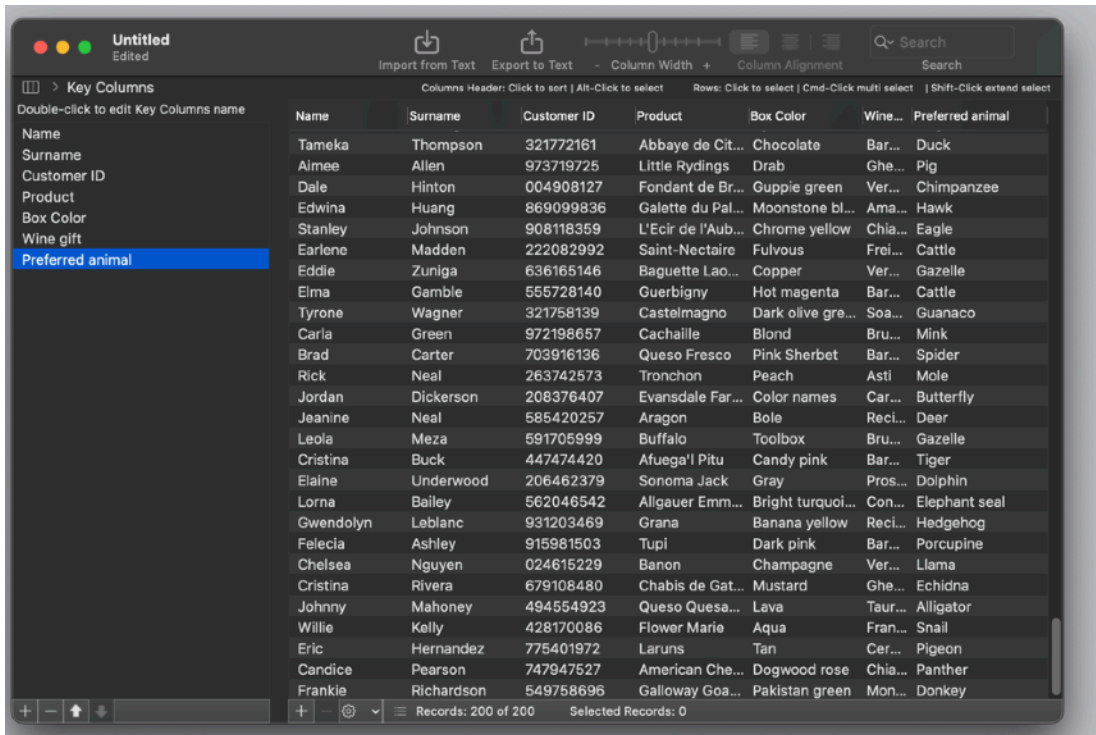 Untitled
Edited
Import from Text Export to Text - Column Width + Column Alignment Search
Search
Key Columns
Columns Header: Click to sort | Alt-Click to select Rows: Click to select | Cmd-Click multi select | Shift-Click extend select
Double-click to edit Key Columns name
Name
Surname
Customer ID
Product
Box Color
Wine gift
Preferred animal
Name Surname Customer ID Product Box Color Wine... Preferred animal
Tameka Thompson 321772161 Abbaye de Cit... Chocolate Bar... Duck
Aimee Allen 973719725 Little Rydings Drab Ghe... Pig
Dale Hinton 004908127 Fondant de Br... Guppie green Ver... Chimpanzee
Edwina Huang 869099836 Galette du Pal... Moonstone bl... Ama... Hawk
Stanley Johnson 908118359 L'Ecir de l'Aub... Chrome yellow Chia... Eagle
Earlene Madden 222082992 Saint-Nectaire Fulvous Frei... Cattle
Eddie Zuniga 636165146 Baguette Lao... Copper Ver... Gazelle
Elma Gamble 555728140 Guerbigny Hot magenta Bar... Cattle
Tyrone Wagner 321758139 Castelmagno Dark olive gre... Soa... Guanaco
Carla Green 972198657 Cachaille Blond Bru... Mink
Brad Carter 703916136 Queso Fresco Pink Sherbet Bar... Spider
Rick Neal 263742573 Tronchon Peach Asti Mole
Jordan Dickerson 208376407 Evansdale Far... Color names Car... Butterfly
Jeanine Neal 585420257 Aragon Bole Reci... Deer
Leola Meza 591705999 Buffalo Toolbox Bru... Gazelle
Cristina Buck 447474420 Afuega'l Pitu Candy pink Bar... Tiger
Elaine Underwood 206462379 Sonoma Jack Gray Pros... Dolphin
Lorna Bailey 562046542 Allgauer Emm... Bright turquoi... Con... Elephant seal
Gwendolyn Leblanc 931203469 Grana Banana yellow Reci... Hedgehog
Felecia Ashley 915981503 Tupi Dark pink Bar... Porcupine
Chelsea Nguyen 024615229 Banon Champagne Ver... Llama
Cristina Rivera 679108480 Chabis de Gat... Mustard Ghe... Echidna
Johnny Mahoney 494554923 Queso Quesa... Lava Taur... Alligator
Willie Kelly 428170086 Flower Marie Aqua Fran... Snail
Eric Hernandez 775401972 Laruns Tan Cer... Pigeon
Candice Pearson 747947527 American Che... Dogwood rose Chia... Panther
Frankie Richardson 549758696 Galloway Goa... Pakistan green Mon... Donkey
Records: 200 of 200 Selected Records: 0